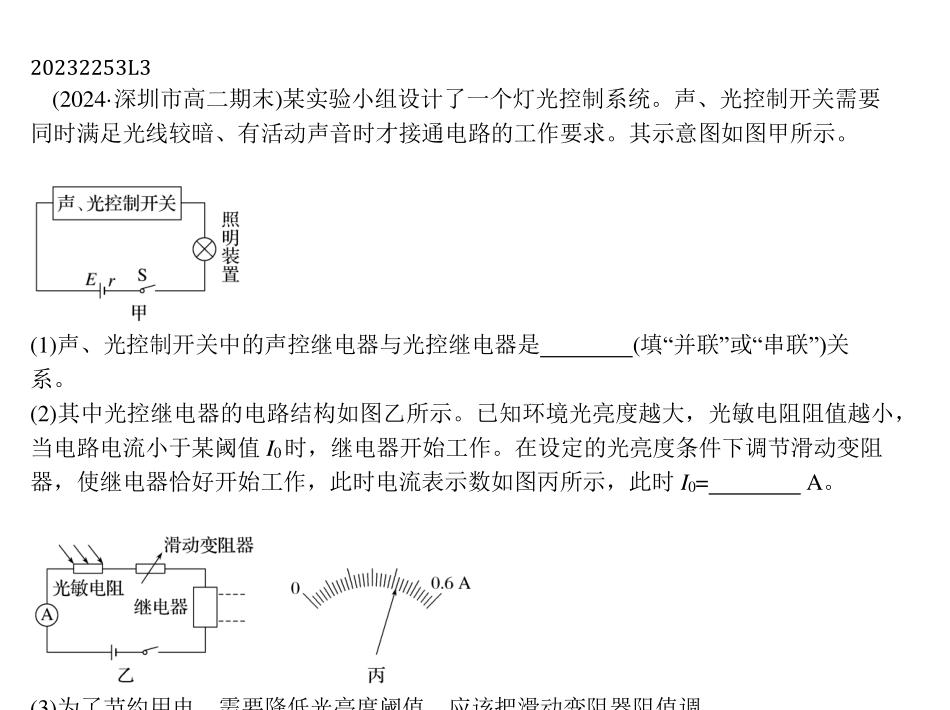 20232253L3
(2024·深圳市高二期末)某实验小组设计了一个灯光控制系统。声、光控制开关需要
同时满足光线较暗、有活动声音时才接通电路的工作要求。其示意图如图甲所示。
声、光控制开关
照明装置
E r S
甲
(1)声、光控制开关中的声控继电器与光控继电器是________(填“并联”或“串联”)关
系。
(2)其中光控继电器的电路结构如图乙所示。已知环境光亮度越大，光敏电阻阻值越小，
当电路电流小于某阈值 I0时，继电器开始工作。在设定的光亮度条件下调节滑动变阻
器，使继电器恰好开始工作，此时电流表示数如图丙所示，此时 I0=________ A。
滑动变阻器
光敏电阻
继电器
A
乙
0 0.6 A
丙
(3)为了节约用电，需要降低光亮度阈值，应该把滑动变阻器阻值调